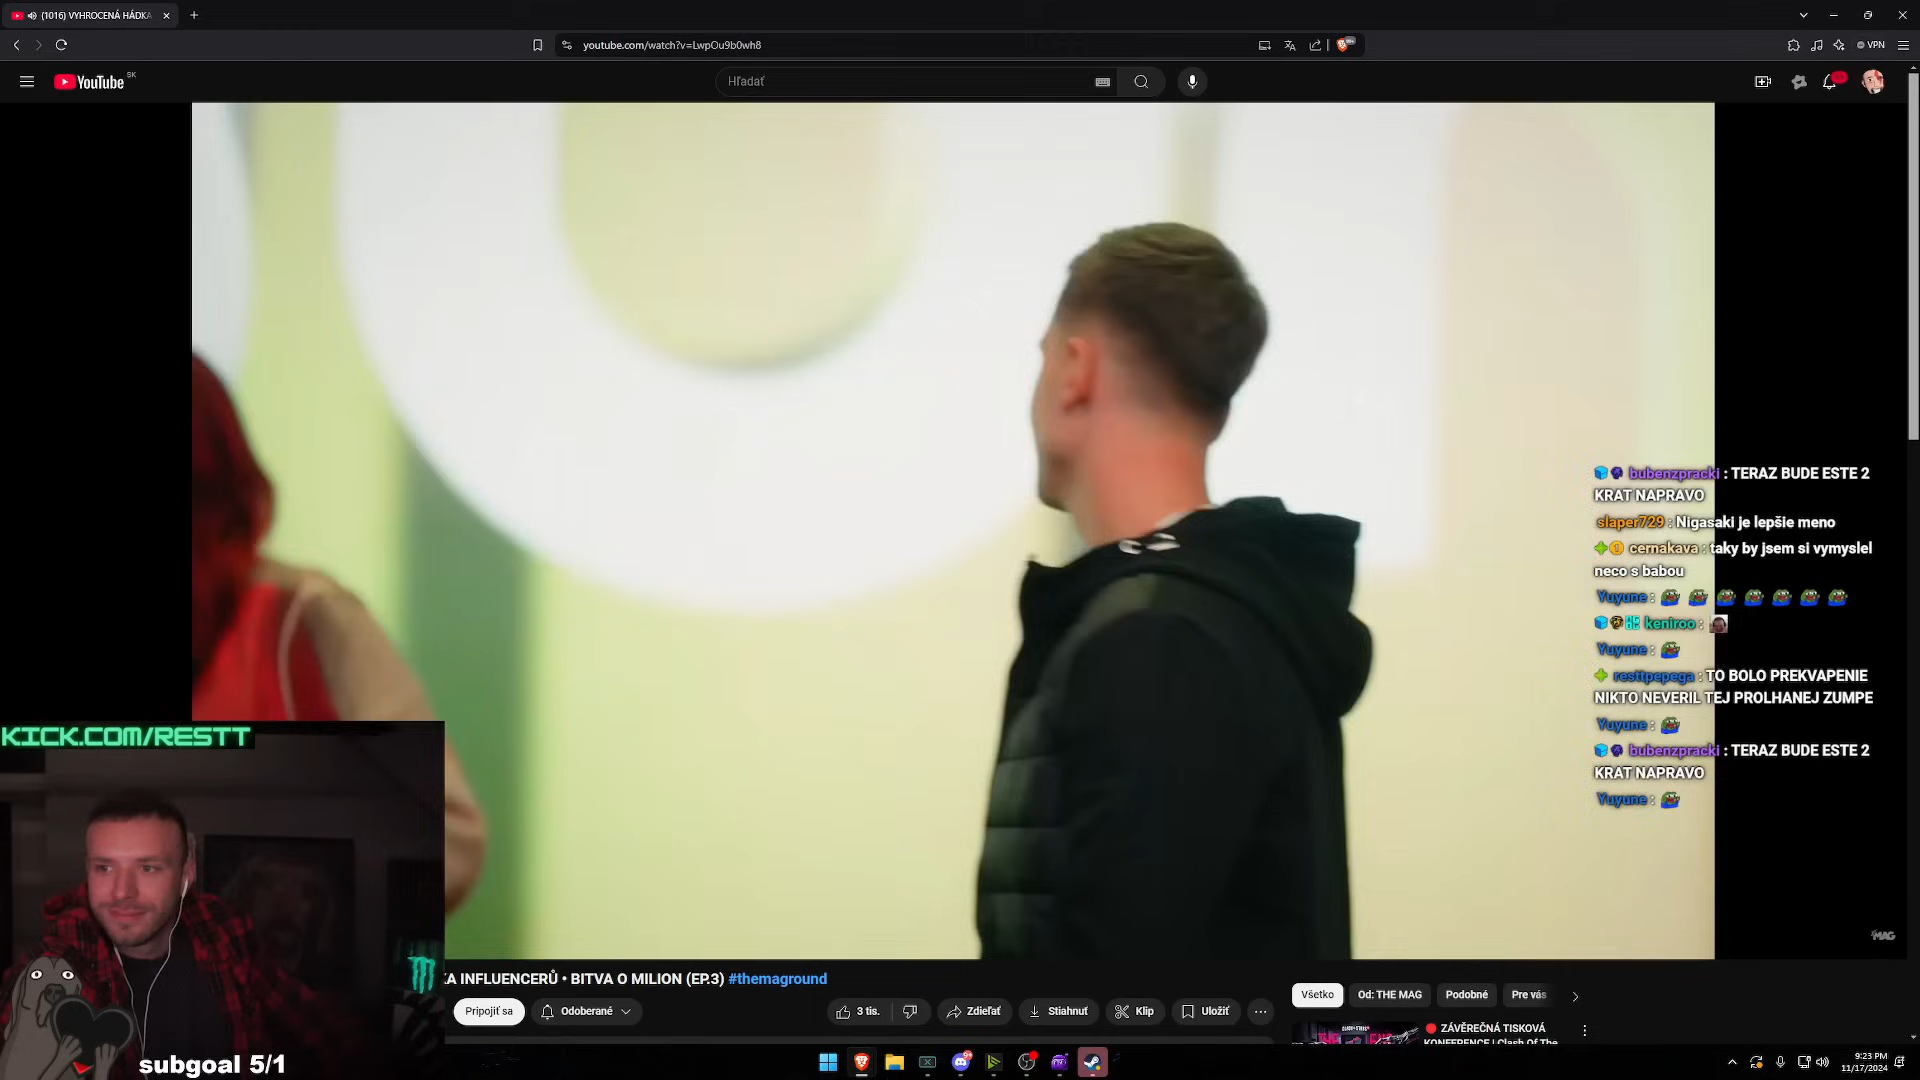 (1016) VYHROCENÁ HÁDKA
youtube.com/watch?v=LwpOu9b0wh8
VPN
YouTube SK
Hľadať
bubenzpracki : TERAZ BUDE ESTE 2
KRAT NAPRAVO
slaper729 : Nigasaki je lepšie meno
cernakava : taky by jsem si vymyslel
neco s babou
Yuyune :
keniroo :
Yuyune :
resttpepega : TO BOLO PREKVAPENIE
NIKTO NEVERIL TEJ PROLHANEJ ZUMPE
Yuyune :
bubenzpracki : TERAZ BUDE ESTE 2
KRAT NAPRAVO
Yuyune :
KICK.COM/RESTT
MAG
KA INFLUENCERŮ • BITVA O MILION (EP.3) #themaground
Pripojiť sa
Odoberané
3 tis.
Zdieľať
Stiahnuť
Klip
Uložiť
Všetko
Od: THE MAG
Podobné
Pre vás
ZÁVĚREČNÁ TISKOVÁ
KONFERENCE | Clash Of The
subgoal 5/1
9:23 PM
11/17/2024